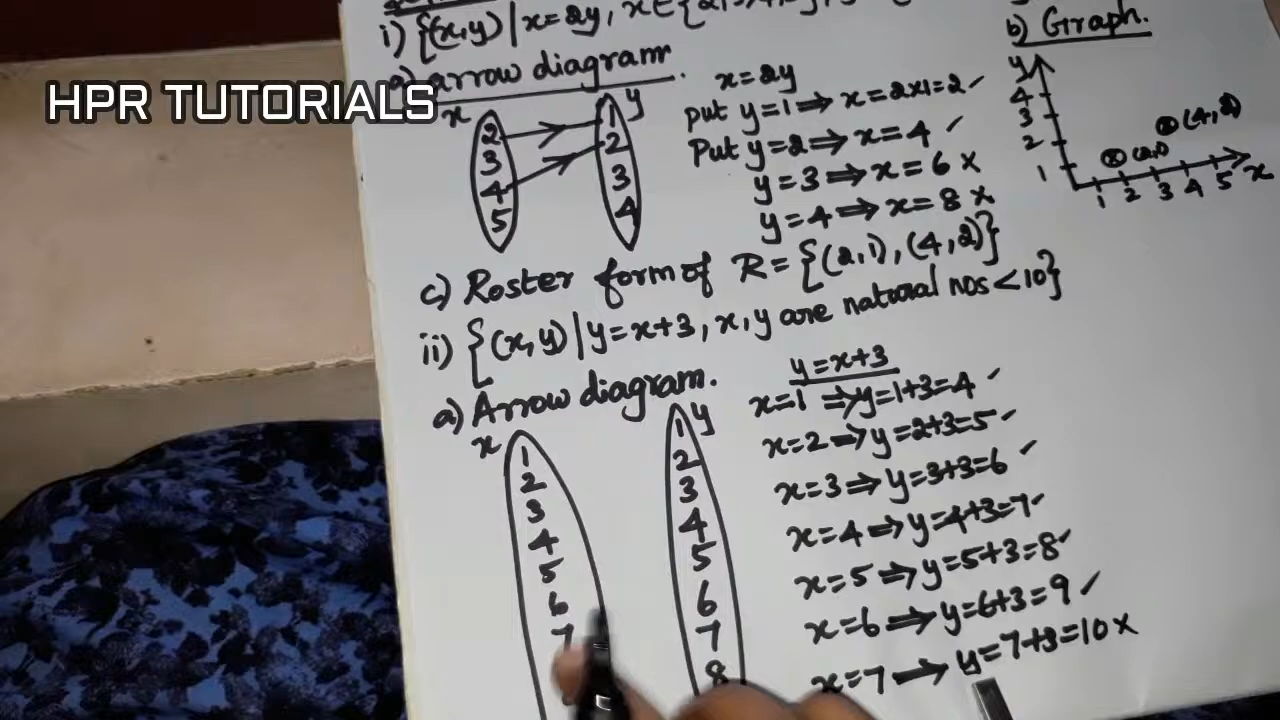 i) {(x,y) | x=2y, x∈{2,3,4,5}, y
HPR TUTORIALS
a) arrow diagram.
x y
2 1
3 2
4 3
5 4
x=2y
put y=1 ⇒ x=2x1=2 ✓
Put y=2 ⇒ x=4 ✓
y=3 ⇒ x=6 x
y=4 ⇒ x=8 x
b) Graph.
y
4
3
2
1
1 2 3 4 5 x
(2,1)
(4,2)
c) Roster form of R = {(2,1), (4,2)}
ii) {(x,y) | y=x+3, x,y are natural nos < 10}
a) Arrow diagram.
x y
1 1
2 2
3 3
4 4
5 5
6 6
7 7
8
y=x+3
x=1 ⇒ y=1+3=4 ✓
x=2 ⇒ y=2+3=5 ✓
x=3 ⇒ y=3+3=6 ✓
x=4 ⇒ y=4+3=7 ✓
x=5 ⇒ y=5+3=8 ✓
x=6 ⇒ y=6+3=9 ✓
x=7 ⇒ y=7+3=10 x